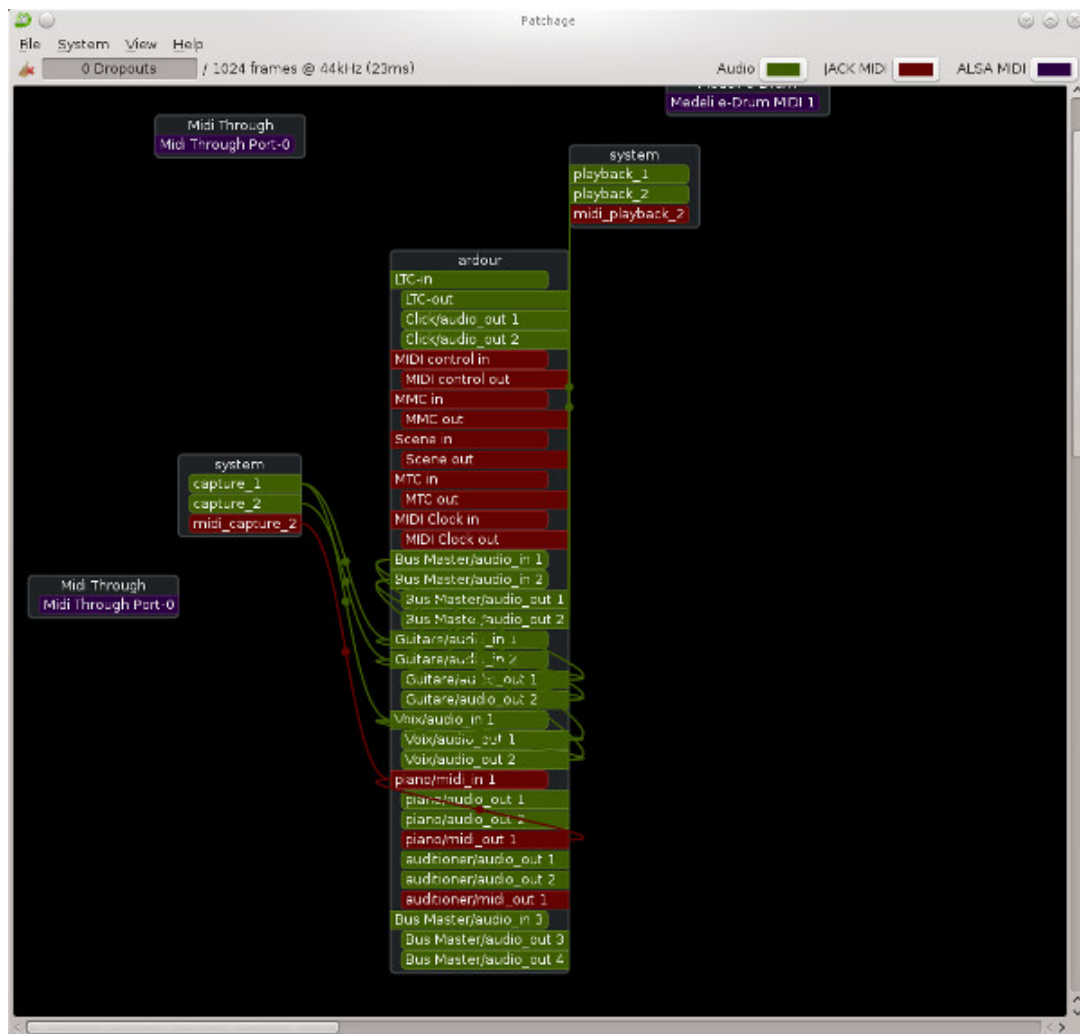 Patchage
File System View Help
0 Dropouts / 1024 frames @ 44kHz (23ms) Audio JACK MIDI ALSA MIDI
Medeli e-Drum
Medeli e-Drum MIDI 1
Midi Through
Midi Through Port-0
system
playback_1
playback_2
midi_playback_2
ardour
LTC-in
LTC-out
Click/audio_out 1
Click/audio_out 2
MIDI control in
MIDI control out
MMC in
MMC out
Scene in
Scene out
MTC in
MTC out
MIDI Clock in
MIDI Clock out
Bus Master/audio_in 1
Bus Master/audio_in 2
Bus Master/audio_out 1
Bus Master/audio_out 2
Guitare/audio_in 1
Guitare/audio_in 2
Guitare/audio_out 1
Guitare/audio_out 2
Voix/audio_in 1
Voix/audio_out 1
Voix/audio_out 2
piano/midi_in 1
piano/audio_out 1
piano/audio_out 2
piano/midi_out 1
auditioner/audio_out 1
auditioner/audio_out 2
auditioner/midi_out 1
Bus Master/audio_in 3
Bus Master/audio_out 3
Bus Master/audio_out 4
system
capture_1
capture_2
midi_capture_2
Midi Through
Midi Through Port-0